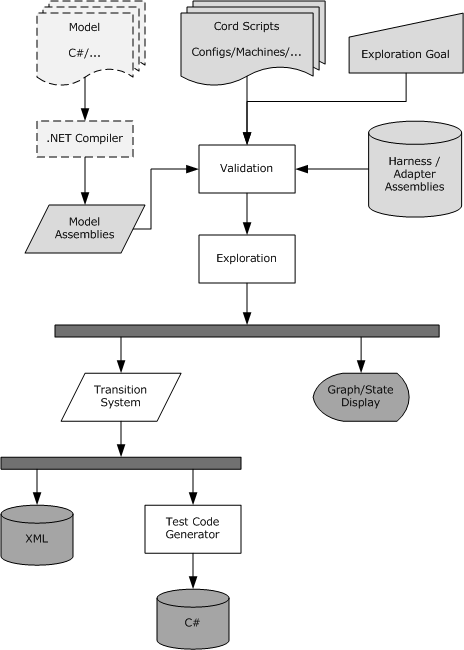 Model
C#/...
Cord Scripts
Configs/Machines/...
Exploration Goal
.NET Compiler
Validation
Harness /
Adapter
Assemblies
Model
Assemblies
Exploration
Transition
System
Graph/State
Display
XML
Test Code
Generator
C#